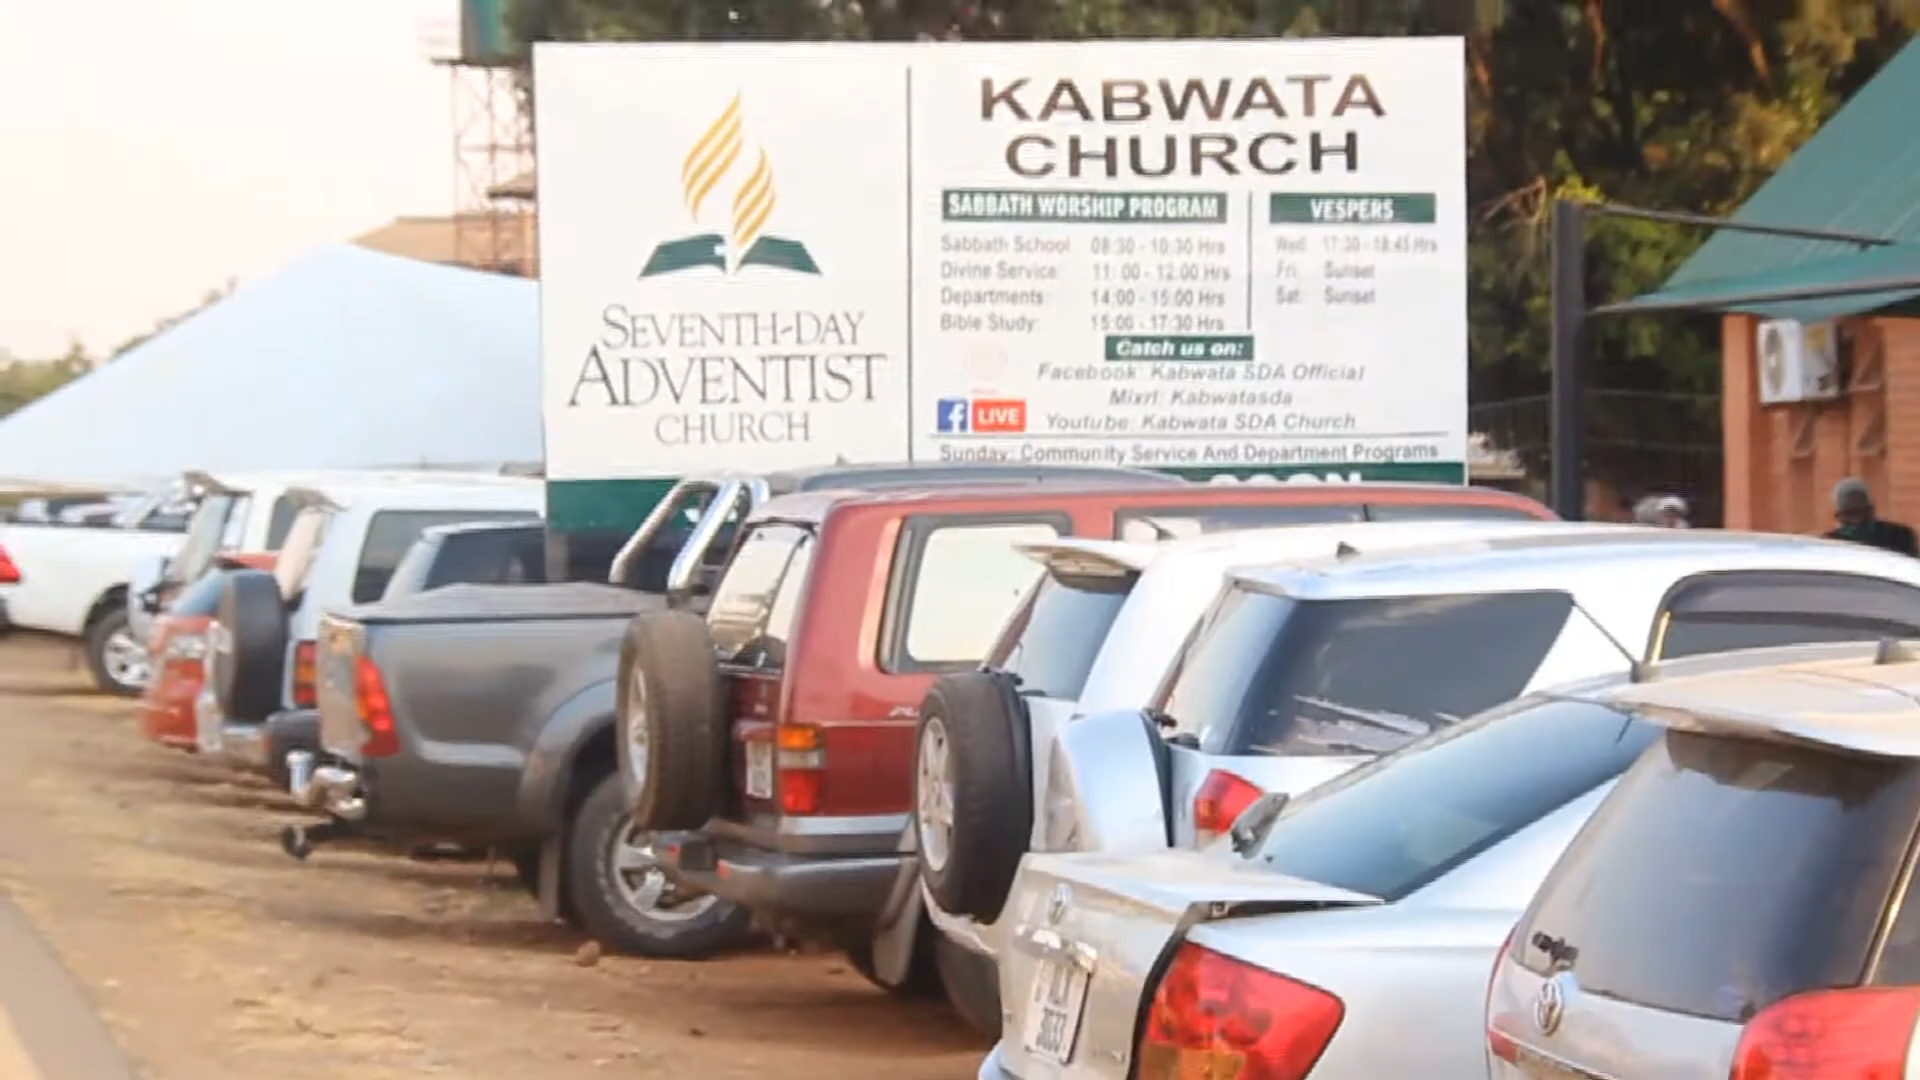 SEVENTH-DAY
ADVENTIST
CHURCH
KABWATA
CHURCH
SABBATH WORSHIP PROGRAM
Sabbath School 08:30 - 10:30 Hrs
Divine Service 11:00 - 12:00 Hrs
Departments: 14:00 - 15:00 Hrs
Bible Study: 15:00 - 17:30 Hrs
VESPERS
Wed: 17:30 - 18:45 Hrs
Fri: Sunset
Sat: Sunset
Catch us on:
Facebook: Kabwata SDA Official
Mixrl: Kabwatasda
f LIVE
Youtube: Kabwata SDA Church
Sunday: Community Service And Department Programs